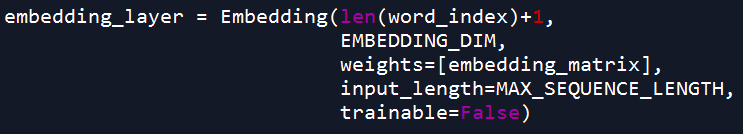 embedding_layer = Embedding(len(word_index)+1,
EMBEDDING_DIM,
weights=[embedding_matrix],
input_length=MAX_SEQUENCE_LENGTH,
trainable=False)